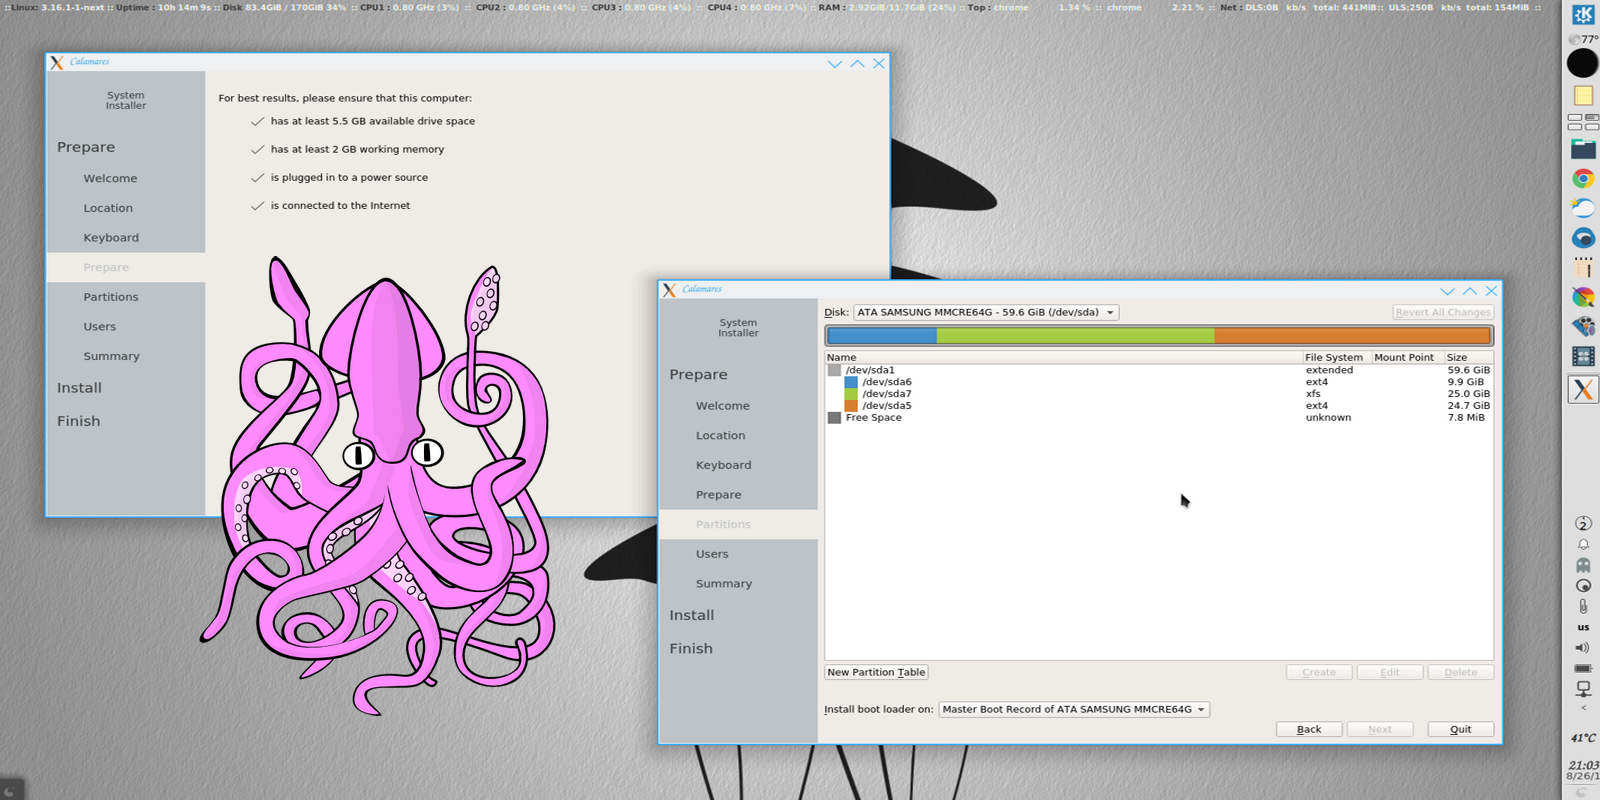 ::Linux: 3.16.1-1-next :: Uptime : 10h 14m 9s :: Disk 83.4GiB / 170GiB 34% :: CPU1 : 0.80 GHz (3%) :: CPU2 : 0.80 GHz (4%) :: CPU3 : 0.80 GHz (4%) :: CPU4 : 0.80 GHz (7%) :: RAM : 2.92GiB/11.7GiB (24%) :: Top : chrome 1.34 % :: chrome 2.21 % :: Net : DLS:0B kb/s total: 441MiB:: ULS:250B kb/s total: 154MiB ::
77°
Calamares
System
Installer
Prepare
Welcome
Location
Keyboard
Prepare
Partitions
Users
Summary
Install
Finish
For best results, please ensure that this computer:
has at least 5.5 GB available drive space
has at least 2 GB working memory
is plugged in to a power source
is connected to the Internet
Calamares
System
Installer
Prepare
Welcome
Location
Keyboard
Prepare
Partitions
Users
Summary
Install
Finish
Disk: ATA SAMSUNG MMCRE64G - 59.6 GiB (/dev/sda) Revert All Changes
Name File System Mount Point Size
/dev/sda1 extended 59.6 GiB
/dev/sda6 ext4 9.9 GiB
/dev/sda7 xfs 25.0 GiB
/dev/sda5 ext4 24.7 GiB
Free Space unknown 7.8 MiB
New Partition Table Create Edit Delete
Install boot loader on: Master Boot Record of ATA SAMSUNG MMCRE64G
Back Next Quit
2
us
<
41°C
21:03
8/26/1